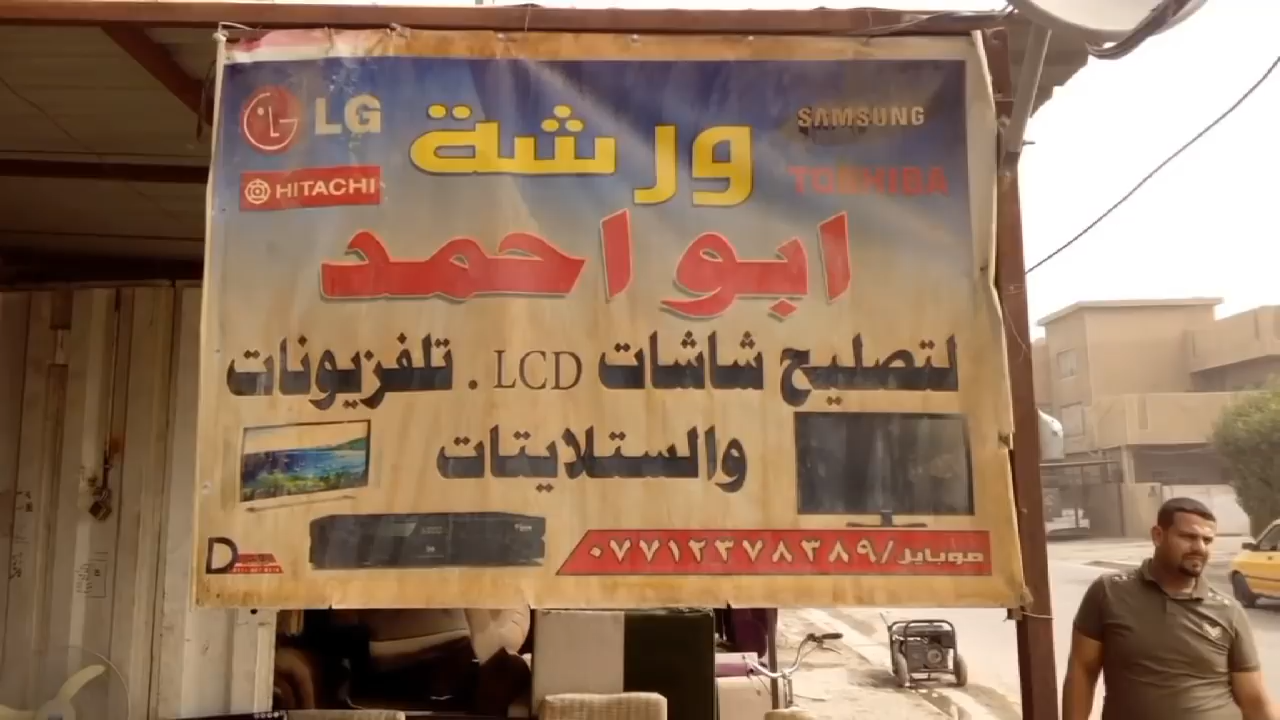 LG
ورشة
SAMSUNG
HITACHI
TOSHIBA
ابو احمد
لتصليح شاشات LCD . تلفزيونات
والستلايتات
موبايل/٠٧٧١٢٣٧٨٣٨٩
D